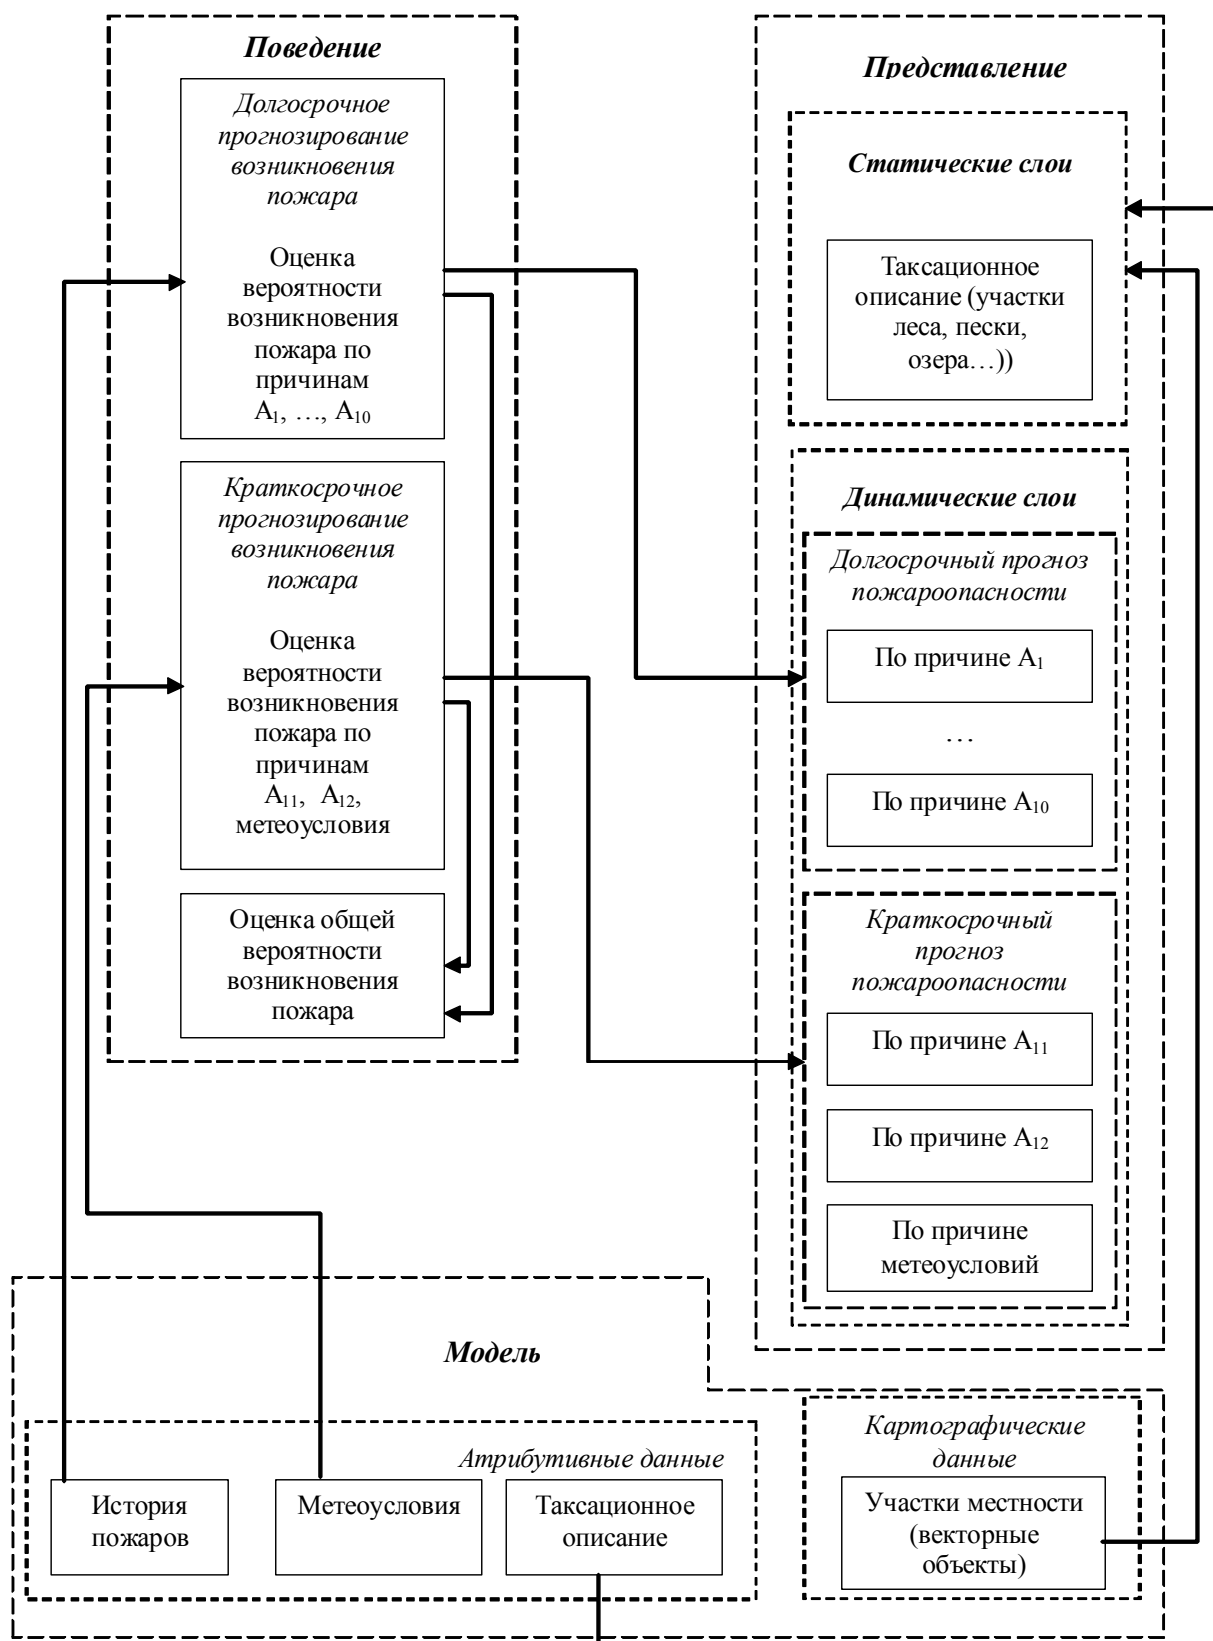 Поведение
Долгосрочное
прогнозирование
возникновения
пожара
Оценка
вероятности
возникновения
пожара по
причинам
A₁, …, A₁₀
Краткосрочное
прогнозирование
возникновения
пожара
Оценка
вероятности
возникновения
пожара по
причинам
A₁₁, A₁₂,
метеоусловия
Оценка общей
вероятности
возникновения
пожара
Представление
Статические слои
Таксационное
описание (участки
леса, пески,
озера…))
Динамические слои
Долгосрочный прогноз
пожароопасности
По причине A₁
…
По причине A₁₀
Краткосрочный
прогноз
пожароопасности
По причине A₁₁
По причине A₁₂
По причине
метеоусловий
Модель
Атрибутивные данные
История
пожаров
Метеоусловия
Таксационное
описание
Картографические
данные
Участки местности
(векторные
объекты)